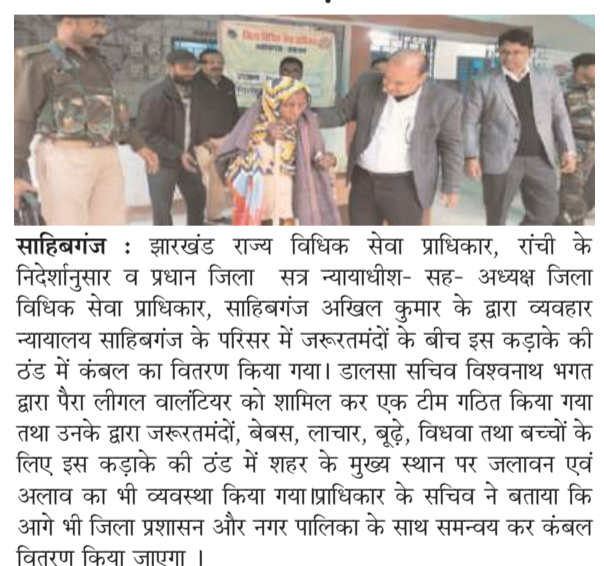 जिला विधिक सेवा प्राधिकार
साहिबगंज : झारखंड राज्य विधिक सेवा प्राधिकार, रांची के
निदेर्शानुसार व प्रधान जिला सत्र न्यायाधीश- सह- अध्यक्ष जिला
विधिक सेवा प्राधिकार, साहिबगंज अखिल कुमार के द्वारा व्यवहार
न्यायालय साहिबगंज के परिसर में जरूरतमंदों के बीच इस कड़ाके की
ठंड में कंबल का वितरण किया गया। डालसा सचिव विश्वनाथ भगत
द्वारा पैरा लीगल वालंटियर को शामिल कर एक टीम गठित किया गया
तथा उनके द्वारा जरूरतमंदों, बेबस, लाचार, बूढ़े, विधवा तथा बच्चों के
लिए इस कड़ाके की ठंड में शहर के मुख्य स्थान पर जलावन एवं
अलाव का भी व्यवस्था किया गया।प्राधिकार के सचिव ने बताया कि
आगे भी जिला प्रशासन और नगर पालिका के साथ समन्वय कर कंबल
वितरण किया जाएगा ।